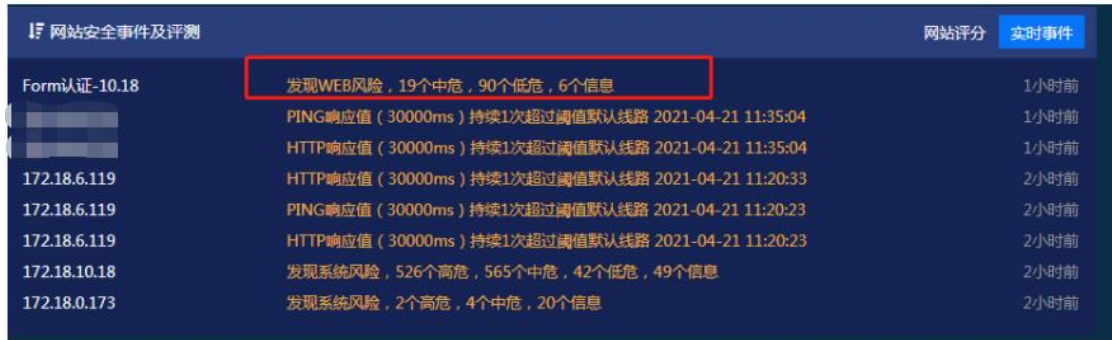 网站安全事件及评测 网站评分 实时事件
Form认证-10.18 发现WEB风险，19个中危，90个低危，6个信息 1小时前
PING响应值（30000ms）持续1次超过阈值默认线路 2021-04-21 11:35:04 1小时前
HTTP响应值（30000ms）持续1次超过阈值默认线路 2021-04-21 11:35:04 1小时前
172.18.6.119 HTTP响应值（30000ms）持续1次超过阈值默认线路 2021-04-21 11:20:33 2小时前
172.18.6.119 PING响应值（30000ms）持续1次超过阈值默认线路 2021-04-21 11:20:23 2小时前
172.18.6.119 HTTP响应值（30000ms）持续1次超过阈值默认线路 2021-04-21 11:20:23 2小时前
172.18.10.18 发现系统风险，526个高危，565个中危，42个低危，49个信息 2小时前
172.18.0.173 发现系统风险，2个高危，4个中危，20个信息 2小时前